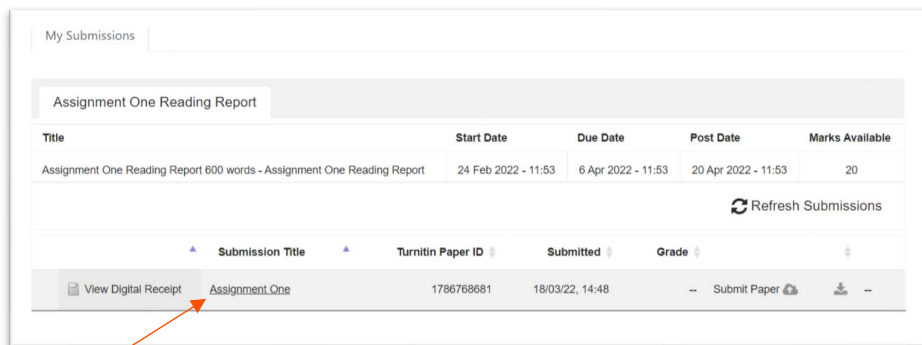 My Submissions
Assignment One Reading Report
Title Start Date Due Date Post Date Marks Available
Assignment One Reading Report 600 words - Assignment One Reading Report 24 Feb 2022 - 11:53 6 Apr 2022 - 11:53 20 Apr 2022 - 11:53 20
Refresh Submissions
Submission Title Turnitin Paper ID Submitted Grade
View Digital Receipt Assignment One 1786768681 18/03/22, 14:48 -- Submit Paper --